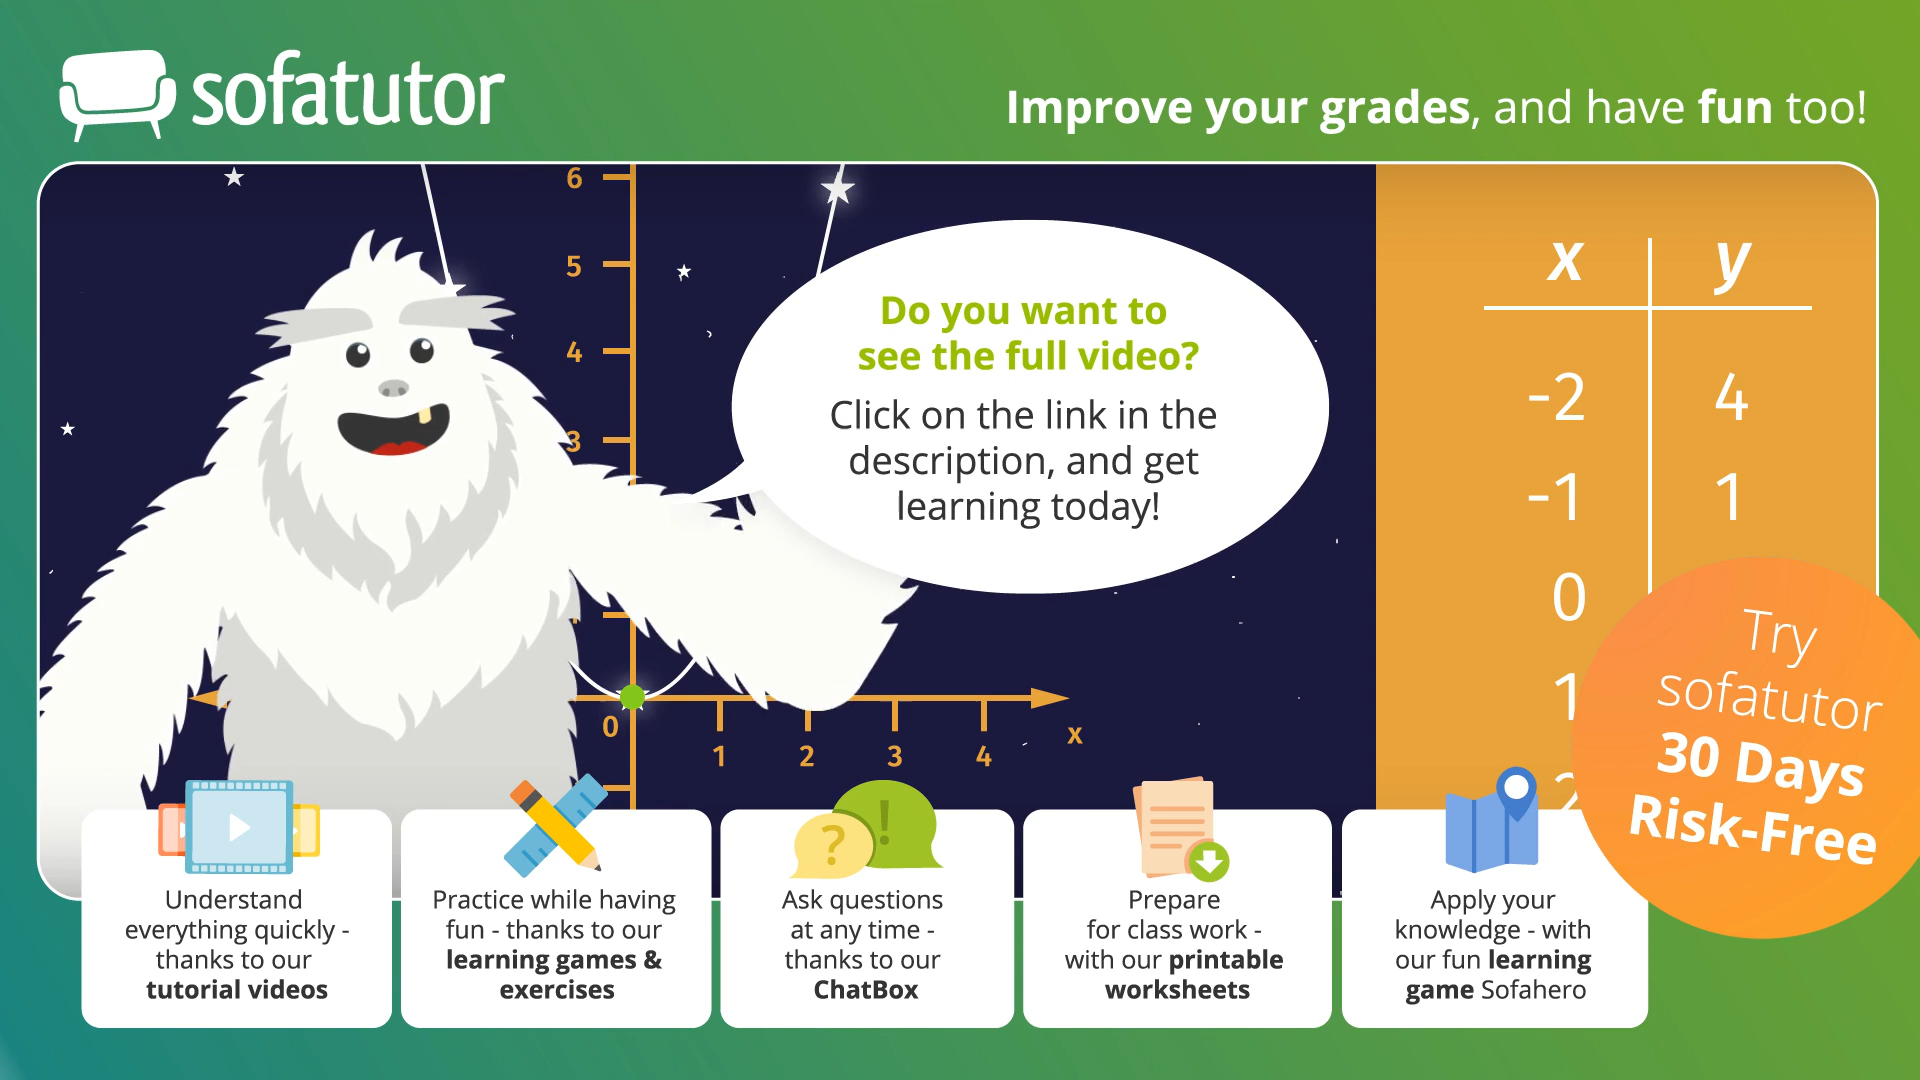 sofatutor
Improve your grades, and have fun too!
6
5
4
3
0
1
2
3
4
x
Do you want to
see the full video?
Click on the link in the
description, and get
learning today!
x y
-2 4
-1 1
0
1
2
Try
sofatutor
30 Days
Risk-Free
Understand
everything quickly -
thanks to our
tutorial videos
Practice while having
fun - thanks to our
learning games &
exercises
? !
Ask questions
at any time -
thanks to our
ChatBox
Prepare
for class work -
with our printable
worksheets
Apply your
knowledge - with
our fun learning
game Sofahero